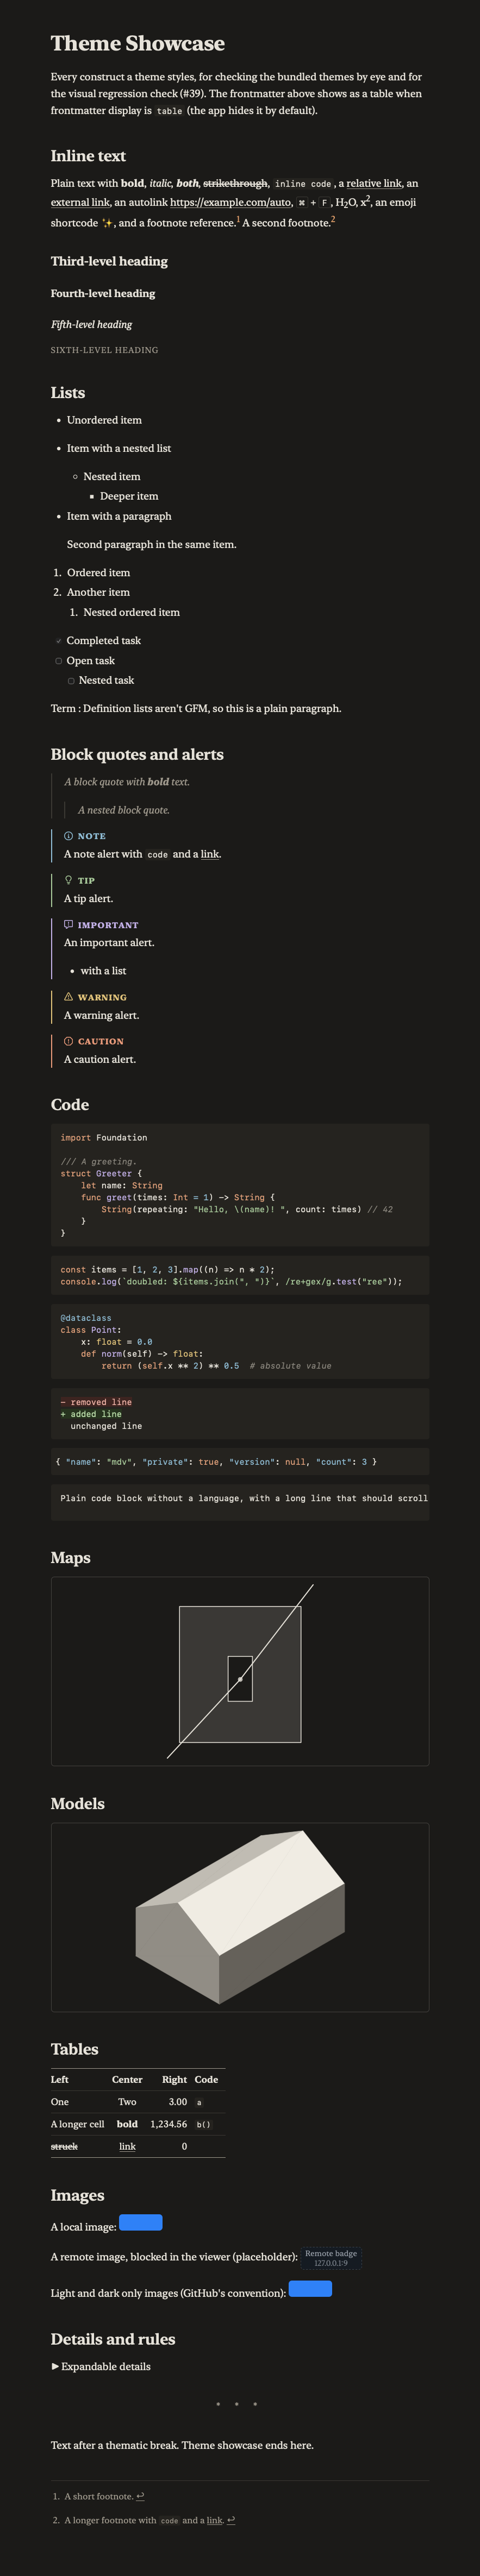 Theme Showcase
Every construct a theme styles, for checking the bundled themes by eye and for
the visual regression check (#39). The frontmatter above shows as a table when
frontmatter display is table (the app hides it by default).
Inline text
Plain text with bold, italic, both, strikethrough, inline code, a relative link, an
external link, an autolink https://example.com/auto, ⌘ + F, H₂O, x², an emoji
shortcode ✨, and a footnote reference.¹ A second footnote.²
Third-level heading
Fourth-level heading
Fifth-level heading
SIXTH-LEVEL HEADING
Lists
• Unordered item
• Item with a nested list
◦ Nested item
▪ Deeper item
• Item with a paragraph
Second paragraph in the same item.
1. Ordered item
2. Another item
1. Nested ordered item
Completed task
Open task
Nested task
Term : Definition lists aren't GFM, so this is a plain paragraph.
Block quotes and alerts
A block quote with bold text.
A nested block quote.
NOTE
A note alert with code and a link.
TIP
A tip alert.
IMPORTANT
An important alert.
• with a list
WARNING
A warning alert.
CAUTION
A caution alert.
Code
import Foundation
/// A greeting.
struct Greeter {
    let name: String
    func greet(times: Int = 1) -> String {
        String(repeating: "Hello, \(name)! ", count: times) // 42
    }
}
const items = [1, 2, 3].map((n) => n * 2);
console.log(`doubled: ${items.join(", ")}`, /re+gex/g.test("ree"));
@dataclass
class Point:
    x: float = 0.0
    def norm(self) -> float:
        return (self.x ** 2) ** 0.5  # absolute value
- removed line
+ added line
  unchanged line
{ "name": "mdv", "private": true, "version": null, "count": 3 }
Plain code block without a language, with a long line that should scroll
Maps
Models
Tables
Left Center Right Code
One Two 3.00 a
A longer cell bold 1,234.56 b()
struck link 0
Images
A local image:
A remote image, blocked in the viewer (placeholder): Remote badge
127.0.0.1:9
Light and dark only images (GitHub's convention):
Details and rules
▶ Expandable details
Text after a thematic break. Theme showcase ends here.
1. A short footnote. ↩
2. A longer footnote with code and a link. ↩